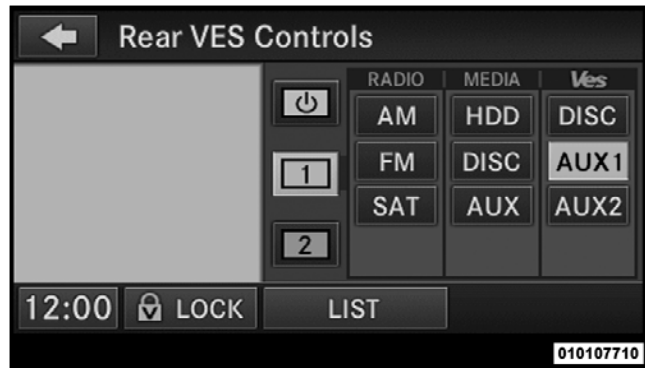 Rear VES Controls
RADIO MEDIA Ves
AM HDD DISC
1 FM DISC AUX1
SAT AUX AUX2
2
12:00 LOCK LIST
010107710